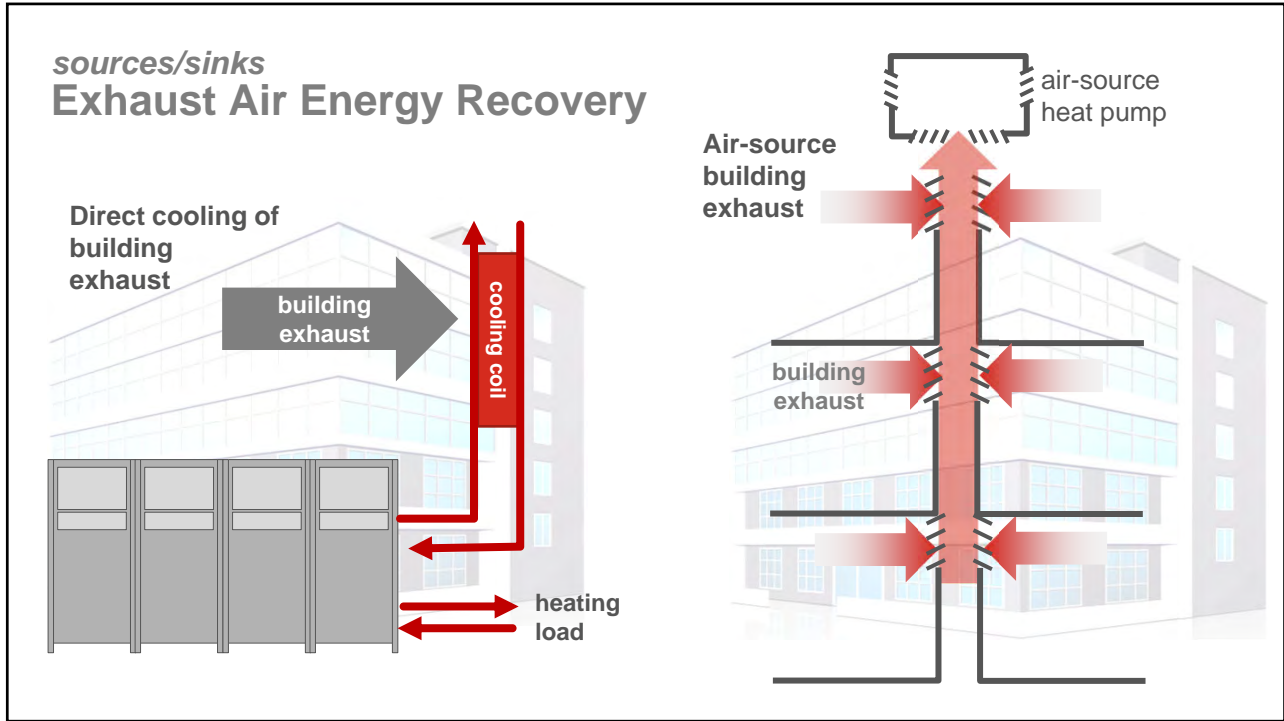 sources/sinks
Exhaust Air Energy Recovery
Direct cooling of
building
exhaust
building
exhaust
cooling coil
heating
load
air-source
heat pump
Air-source
building
exhaust
building
exhaust